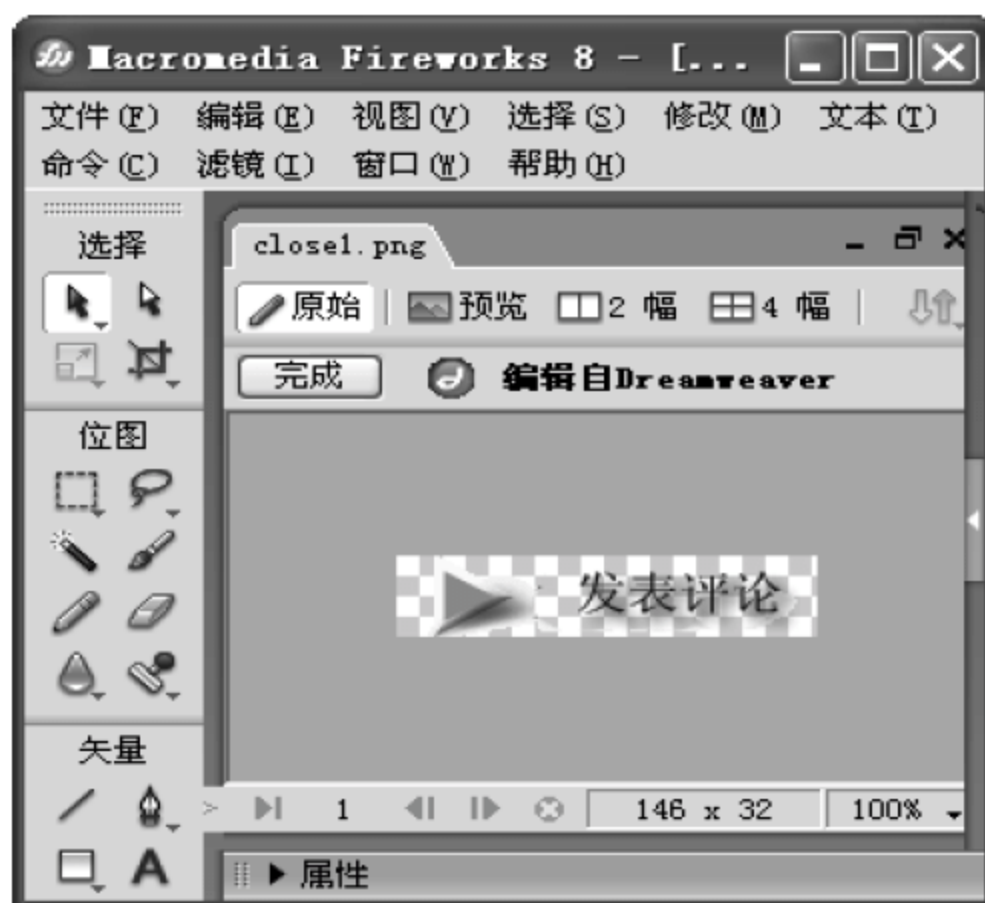 Macromedia Fireworks 8 - [...
文件(F) 编辑(E) 视图(V) 选择(S) 修改(M) 文本(T)
命令(C) 滤镜(I) 窗口(W) 帮助(H)
选择
close1.png
原始 预览 2 幅 4 幅
完成 编辑自Dreamweaver
位图
发表评论
矢量
1 146 x 32 100%
A
属性